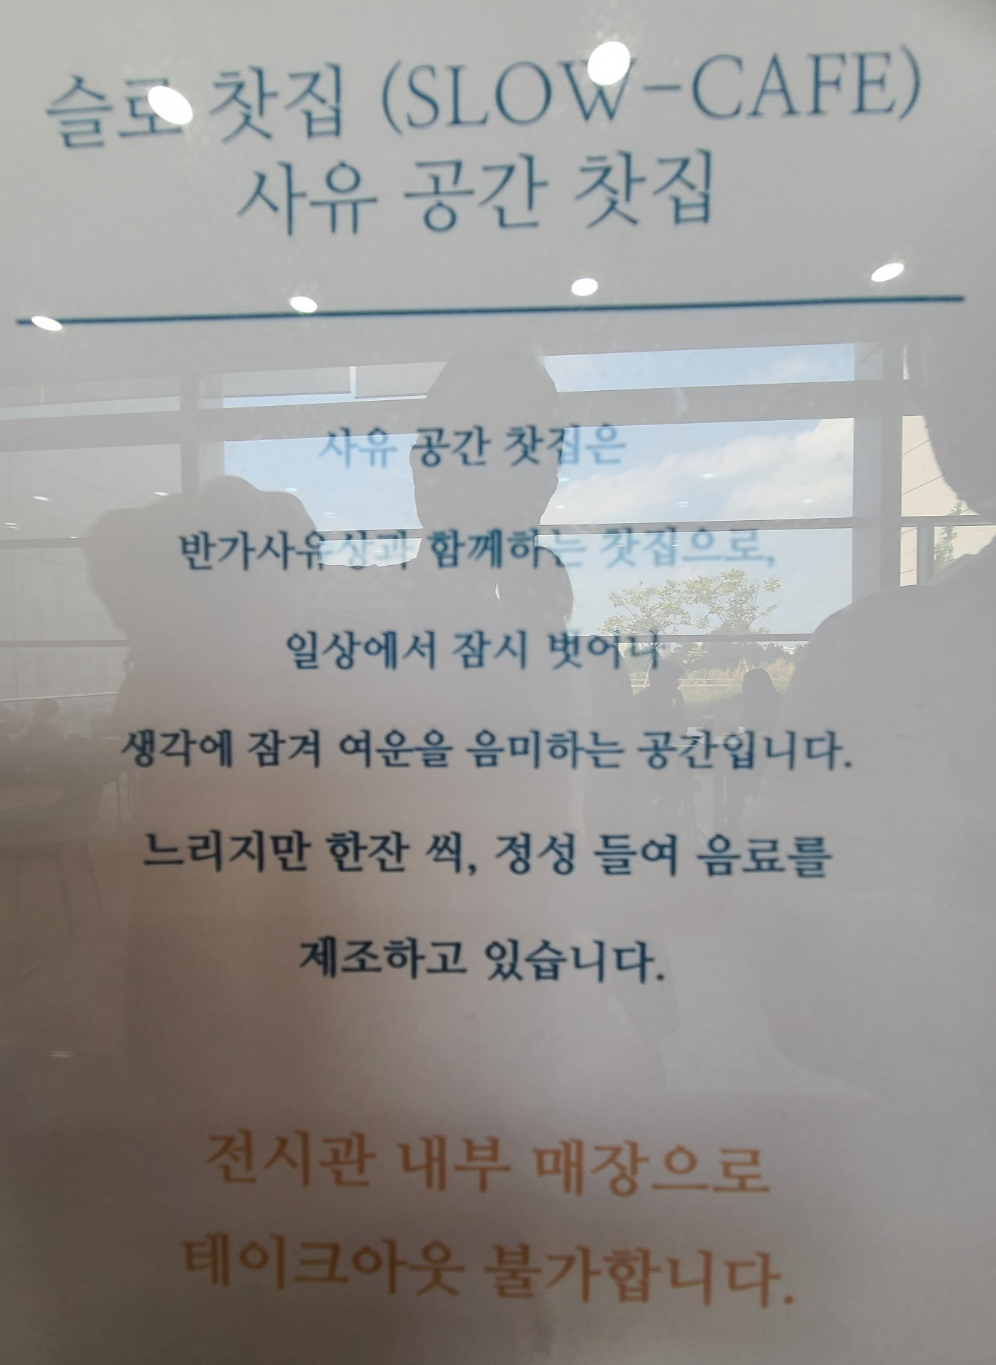 슬로 찻집 (SLOW-CAFE)
사유 공간 찻집
사유 공간 찻집은
반가사유상과 함께하는 찻집으로,
일상에서 잠시 벗어나
생각에 잠겨 여운을 음미하는 공간입니다.
느리지만 한잔 씩, 정성 들여 음료를
제조하고 있습니다.
전시관 내부 매장으로
테이크아웃 불가합니다.